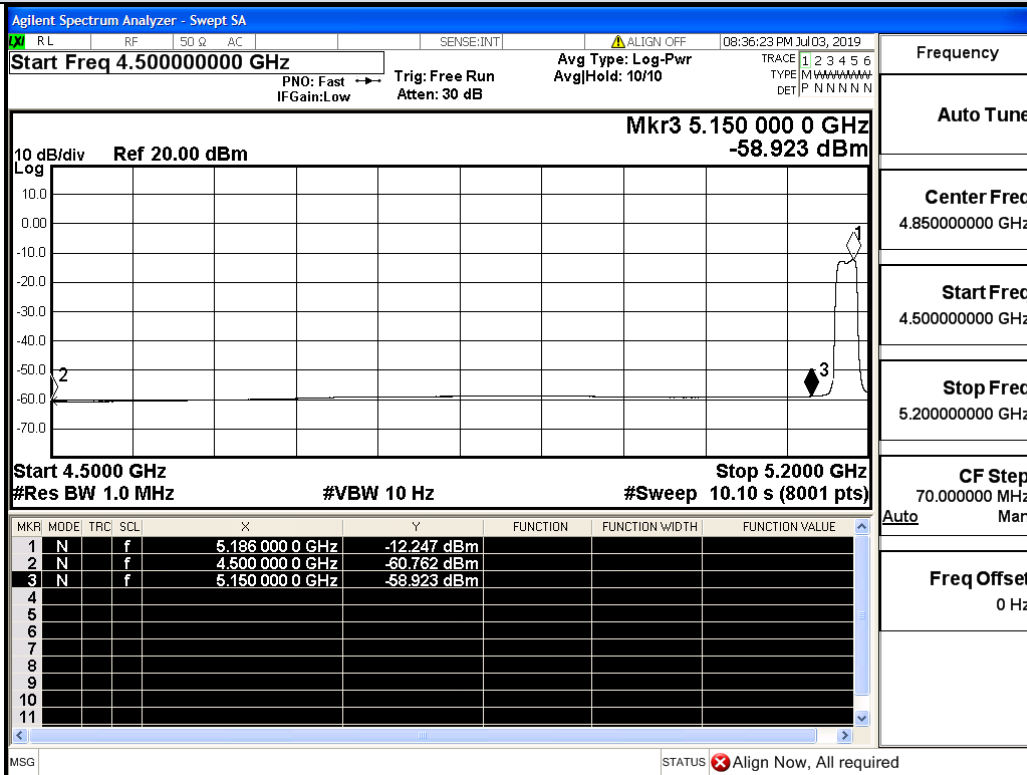 Agilent Spectrum Analyzer - Swept SA
LXI RL RF 50 Ω AC SENSE:INT ALIGN OFF 08:36:23 PM Jul 03, 2019
Start Freq 4.500000000 GHz
PNO: Fast
IFGain:Low
Trig: Free Run
Atten: 30 dB
Avg Type: Log-Pwr
Avg|Hold: 10/10
TRACE 1 2 3 4 5 6
TYPE M W W W W W
DET P N N N N N
Mkr3 5.150 000 0 GHz
-58.923 dBm
10 dB/div Ref 20.00 dBm
Log
10.0
0.00
-10.0
-20.0
-30.0
-40.0
-50.0
-60.0
-70.0
1
2
3
Start 4.5000 GHz Stop 5.2000 GHz
#Res BW 1.0 MHz #VBW 10 Hz #Sweep 10.10 s (8001 pts)
MKR MODE TRC SCL X Y FUNCTION FUNCTION WIDTH FUNCTION VALUE
1 N f 5.186 000 0 GHz -12.247 dBm
2 N f 4.500 000 0 GHz -60.762 dBm
3 N f 5.150 000 0 GHz -58.923 dBm
4
5
6
7
8
9
10
11
MSG STATUS Align Now, All required
Frequency
Auto Tune
Center Freq
4.850000000 GHz
Start Freq
4.500000000 GHz
Stop Freq
5.200000000 GHz
CF Step
70.000000 MHz
Auto Man
Freq Offset
0 Hz